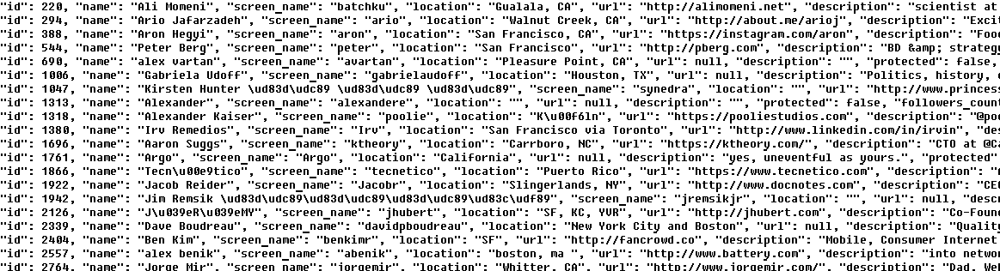 "id": 220, "name": "Ali Momeni", "screen_name": "batchku", "location": "Gualala, CA", "url": "http://alimomeni.net", "description": "scientist at
"id": 294, "name": "Ario Jafarzadeh", "screen_name": "ario", "location": "Walnut Creek, CA", "url": "http://about.me/arioj", "description": "Exci
"id": 388, "name": "Aron Hegyi", "screen_name": "aron", "location": "San Francisco, CA", "url": "https://instagram.com/aron", "description": "Foo
"id": 544, "name": "Peter Berg", "screen_name": "peter", "location": "San Francisco", "url": "http://pberg.com", "description": "BD &amp; strateg
"id": 690, "name": "alex vartan", "screen_name": "avartan", "location": "Pleasure Point, CA", "url": null, "description": "", "protected": false,
"id": 1006, "name": "Gabriela Udoff", "screen_name": "gabrielaudoff", "location": "Houston, TX", "url": null, "description": "Politics, history,
"id": 1047, "name": "Kirsten Hunter \ud83d\udc89 \ud83d\udc89 \ud83d\udc89", "screen_name": "synedra", "location": "", "url": "http://www.princes
"id": 1313, "name": "Alexander", "screen_name": "alexandere", "location": "", "url": null, "description": "", "protected": false, "followers_coun
"id": 1318, "name": "Alexander Kaiser", "screen_name": "poolie", "location": "K\u00f6ln", "url": "https://pooliestudios.com", "description": "@poo
"id": 1380, "name": "Irv Remedios", "screen_name": "Irv", "location": "San Francisco via Toronto", "url": "http://www.linkedin.com/in/irvin", "des
"id": 1696, "name": "Aaron Suggs", "screen_name": "ktheory", "location": "Carrboro, NC", "url": "https://ktheory.com/", "description": "CTO at @C
"id": 1761, "name": "Argo", "screen_name": "Argo", "location": "California", "url": null, "description": "yes, uneventful as yours.", "protected"
"id": 1866, "name": "Tecn\u00e9tico", "screen_name": "tecnetico", "location": "Puerto Rico", "url": "https://www.tecnetico.com", "description":
"id": 1922, "name": "Jacob Reider", "screen_name": "Jacobr", "location": "Slingerlands, NY", "url": "http://www.docnotes.com", "description": "CE
"id": 1942, "name": "Jim Remsik \ud83d\udc89\ud83d\udc89\ud83d\udc89\ud83c\udf89", "screen_name": "jremsikjr", "location": "", "url": null, "desc
"id": 2126, "name": "J\u039eR\u039eMY", "screen_name": "jhubert", "location": "SF, KC, YVR", "url": "http://jhubert.com", "description": "Co-Foun
"id": 2339, "name": "Dave Boudreau", "screen_name": "davidpboudreau", "location": "New York City and Boston", "url": null, "description": "Quality
"id": 2404, "name": "Ben Kim", "screen_name": "benkimr", "location": "SF", "url": "http://fancrowd.co", "description": "Mobile, Consumer Internet
"id": 2557, "name": "alex benik", "screen_name": "abenik", "location": "boston, ma ", "url": "http://www.battery.com", "description": "into netwo
"id": 2764, "name": "Jorge Mir", "screen_name": "jorgemir", "location": "Whitter, CA", "url": "http://www.jorgemir.com/", "description": "Dad, We